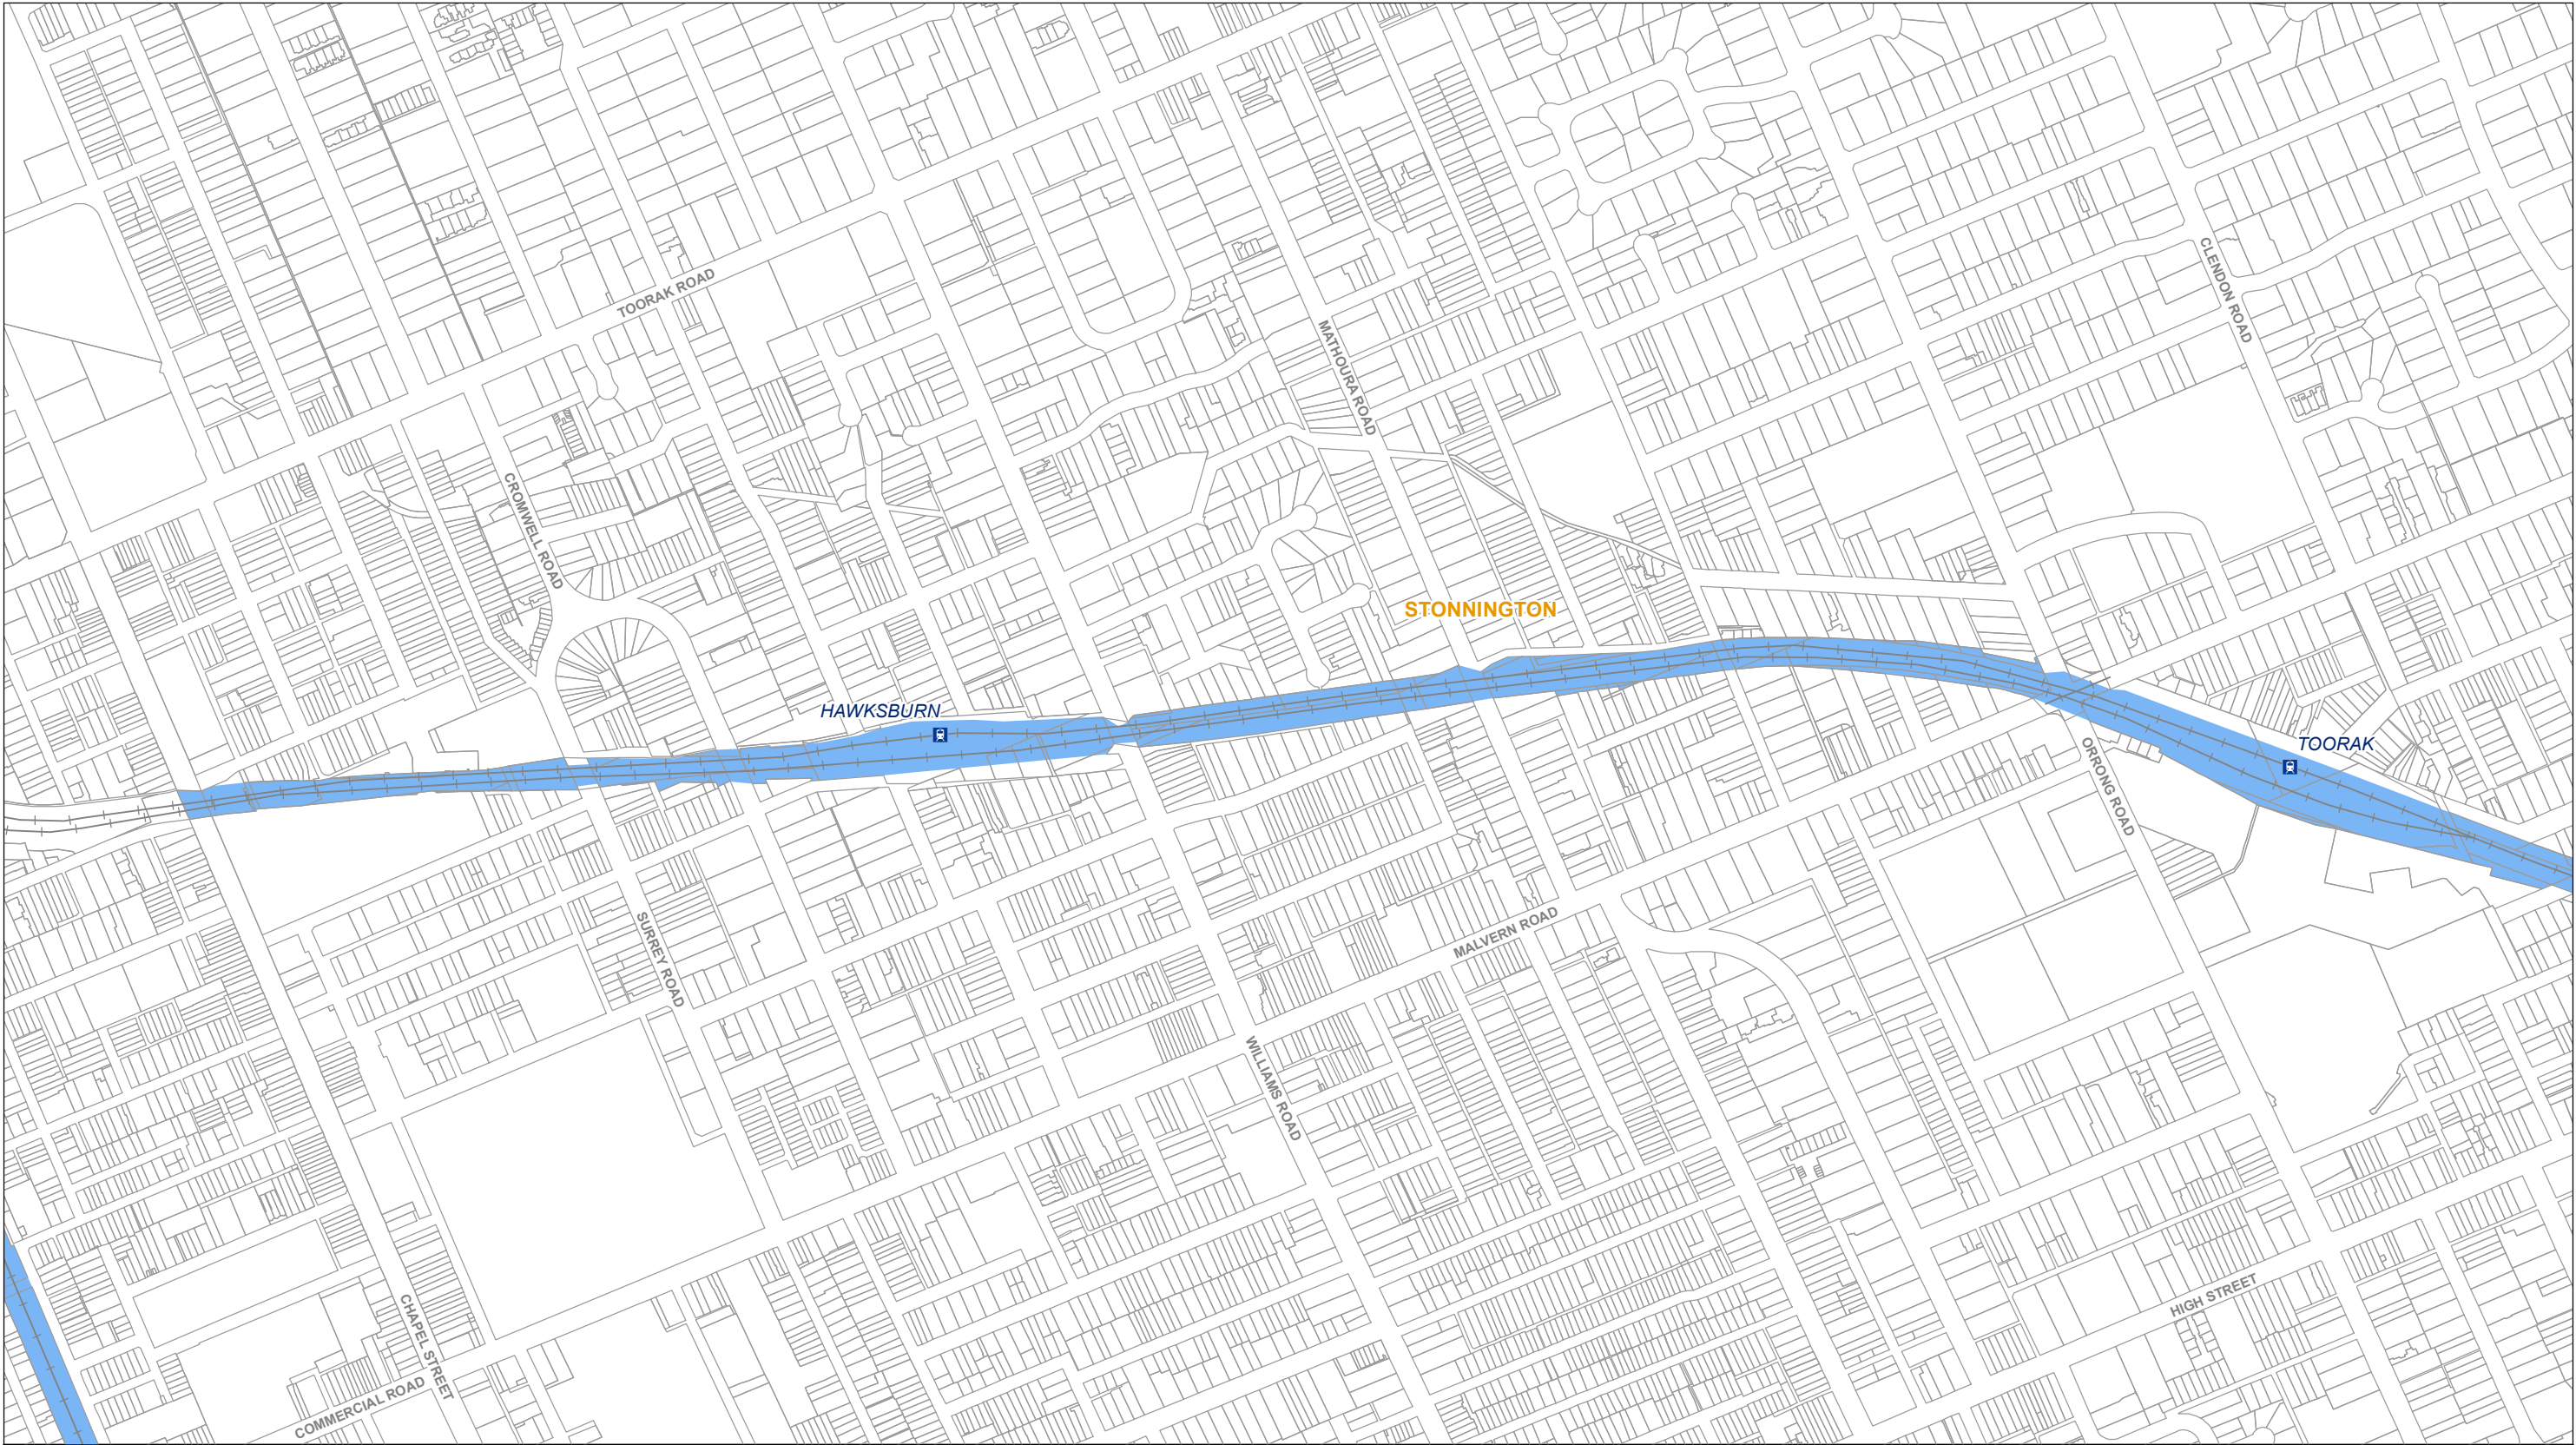 CLENDON ROAD
TOORAK ROAD
MATHOURA ROAD
CROMWELL ROAD
STONNINGTON
HAWKSBURN
TOORAK
ORRONG ROAD
SURREY ROAD
MALVERN ROAD
WILLIAMS ROAD
HIGH STREET
CHAPEL STREET
COMMERCIAL ROAD